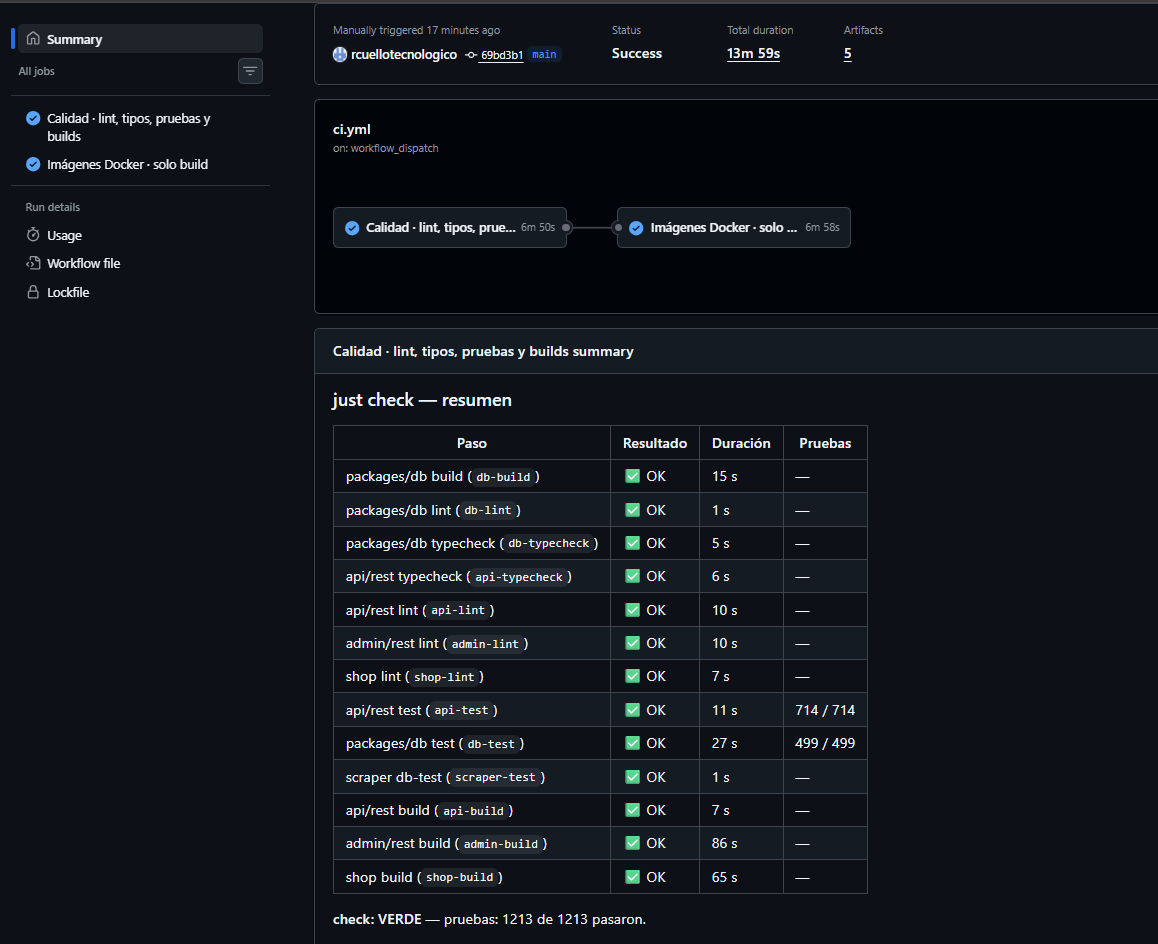 Summary
All jobs
Calidad · lint, tipos, pruebas y
builds
Imágenes Docker · solo build
Run details
Usage
Workflow file
Lockfile
Manually triggered 17 minutes ago
rcuellotecnologico 69bd3b1 main
Status
Success
Total duration
13m 59s
Artifacts
5
ci.yml
on: workflow_dispatch
Calidad · lint, tipos, prue... 6m 50s
Imágenes Docker · solo ... 6m 58s
Calidad · lint, tipos, pruebas y builds summary
just check — resumen
Paso Resultado Duración Pruebas
packages/db build ( db-build ) ✅ OK 15 s —
packages/db lint ( db-lint ) ✅ OK 1 s —
packages/db typecheck ( db-typecheck ) ✅ OK 5 s —
api/rest typecheck ( api-typecheck ) ✅ OK 6 s —
api/rest lint ( api-lint ) ✅ OK 10 s —
admin/rest lint ( admin-lint ) ✅ OK 10 s —
shop lint ( shop-lint ) ✅ OK 7 s —
api/rest test ( api-test ) ✅ OK 11 s 714 / 714
packages/db test ( db-test ) ✅ OK 27 s 499 / 499
scraper db-test ( scraper-test ) ✅ OK 1 s —
api/rest build ( api-build ) ✅ OK 7 s —
admin/rest build ( admin-build ) ✅ OK 86 s —
shop build ( shop-build ) ✅ OK 65 s —
check: VERDE — pruebas: 1213 de 1213 pasaron.